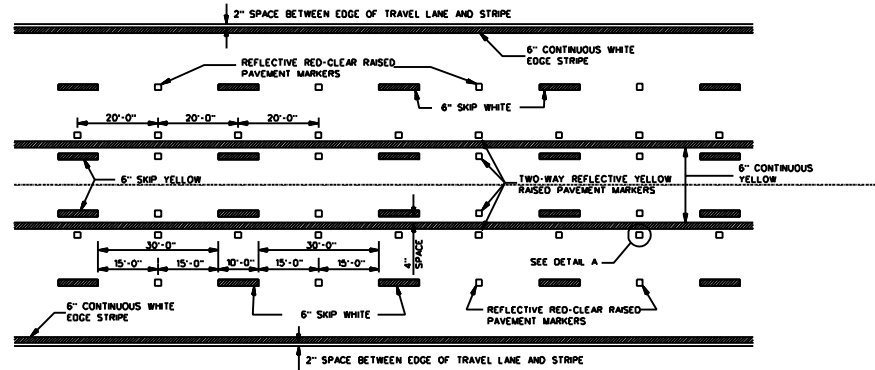 2" SPACE BETWEEN EDGE OF TRAVEL LANE AND STRIPE
6" CONTINUOUS WHITE
EDGE STRIPE
REFLECTIVE RED-CLEAR RAISED
PAVEMENT MARKERS
6" SKIP WHITE
20'-0" 20'-0" 20'-0"
6" SKIP YELLOW
TWO-WAY REFLECTIVE YELLOW
RAISED PAVEMENT MARKERS
6" CONTINUOUS
YELLOW
30'-0" 30'-0"
15'-0" 15'-0" 10'-0" 15'-0" 15'-0"
4"
SPACE
SEE DETAIL A
6" CONTINUOUS WHITE
EDGE STRIPE
6" SKIP WHITE
REFLECTIVE RED-CLEAR RAISED
PAVEMENT MARKERS
2" SPACE BETWEEN EDGE OF TRAVEL LANE AND STRIPE